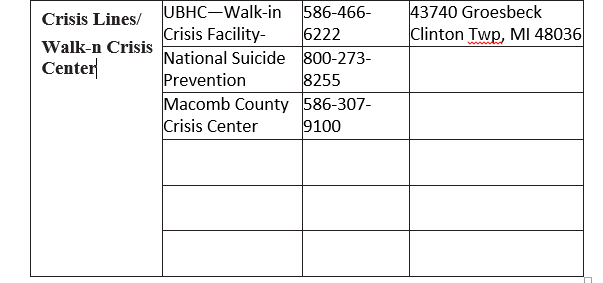 Crisis Lines/
Walk-n Crisis
Center
UBHC—Walk-in
Crisis Facility-
586-466-
6222
43740 Groesbeck
Clinton Twp, MI 48036
National Suicide
Prevention
800-273-
8255
Macomb County
Crisis Center
586-307-
9100